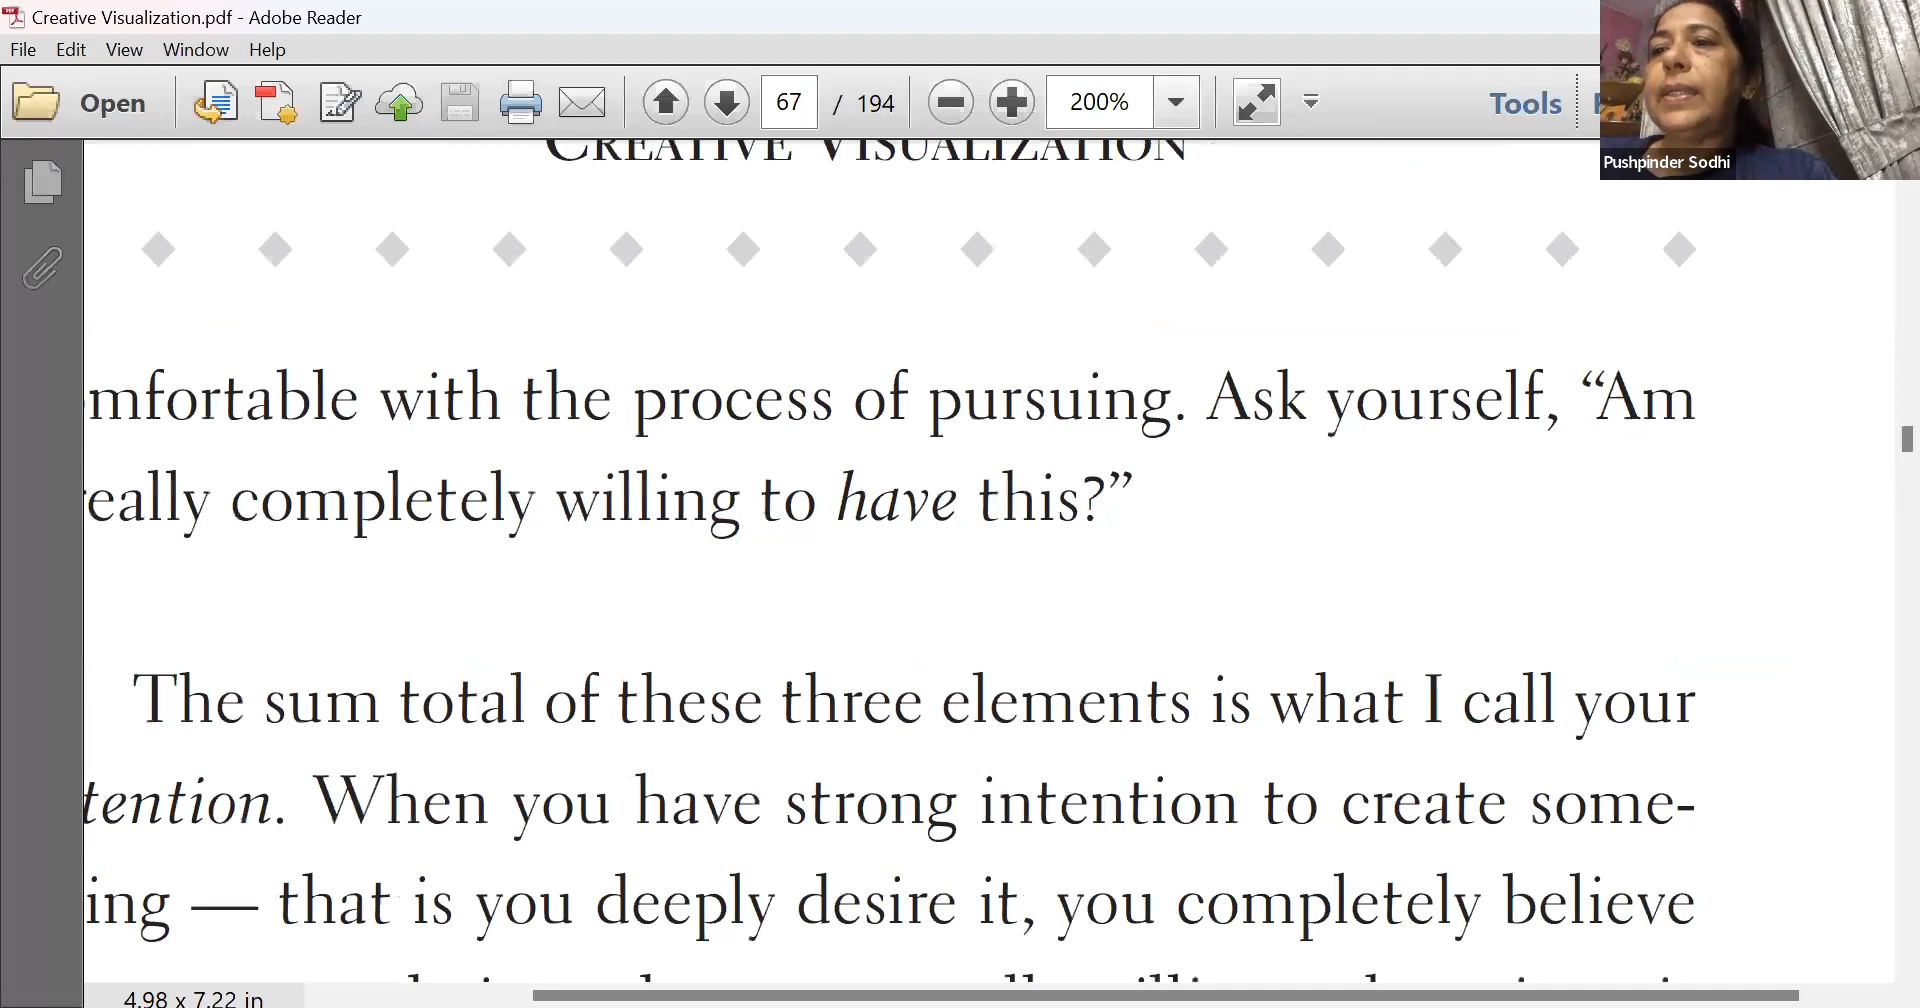 Creative Visualization.pdf - Adobe Reader
File Edit View Window Help
Open 67 / 194 200% Tools
Pushpinder Sodhi
CREATIVE VISUALIZATION
omfortable with the process of pursuing. Ask yourself, “Am
eally completely willing to have this?”
The sum total of these three elements is what I call your
tention. When you have strong intention to create some-
ing — that is you deeply desire it, you completely believe
4.98 x 7.22 in